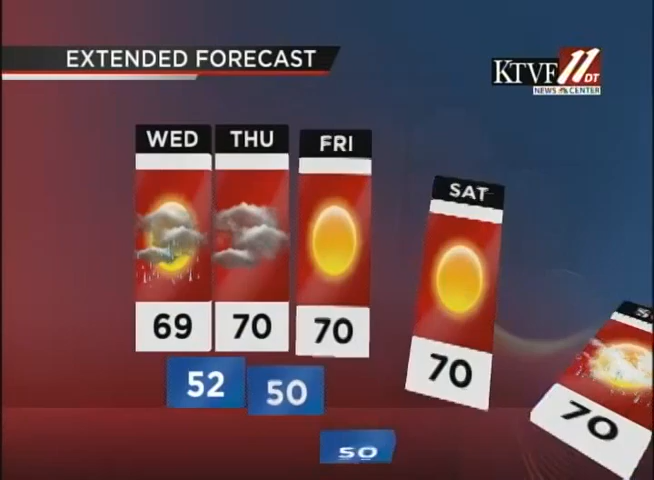 EXTENDED FORECAST
KTVF 11 DT
NEWS CENTER
WED THU FRI SAT
69 70 70 70 70
52 50 50